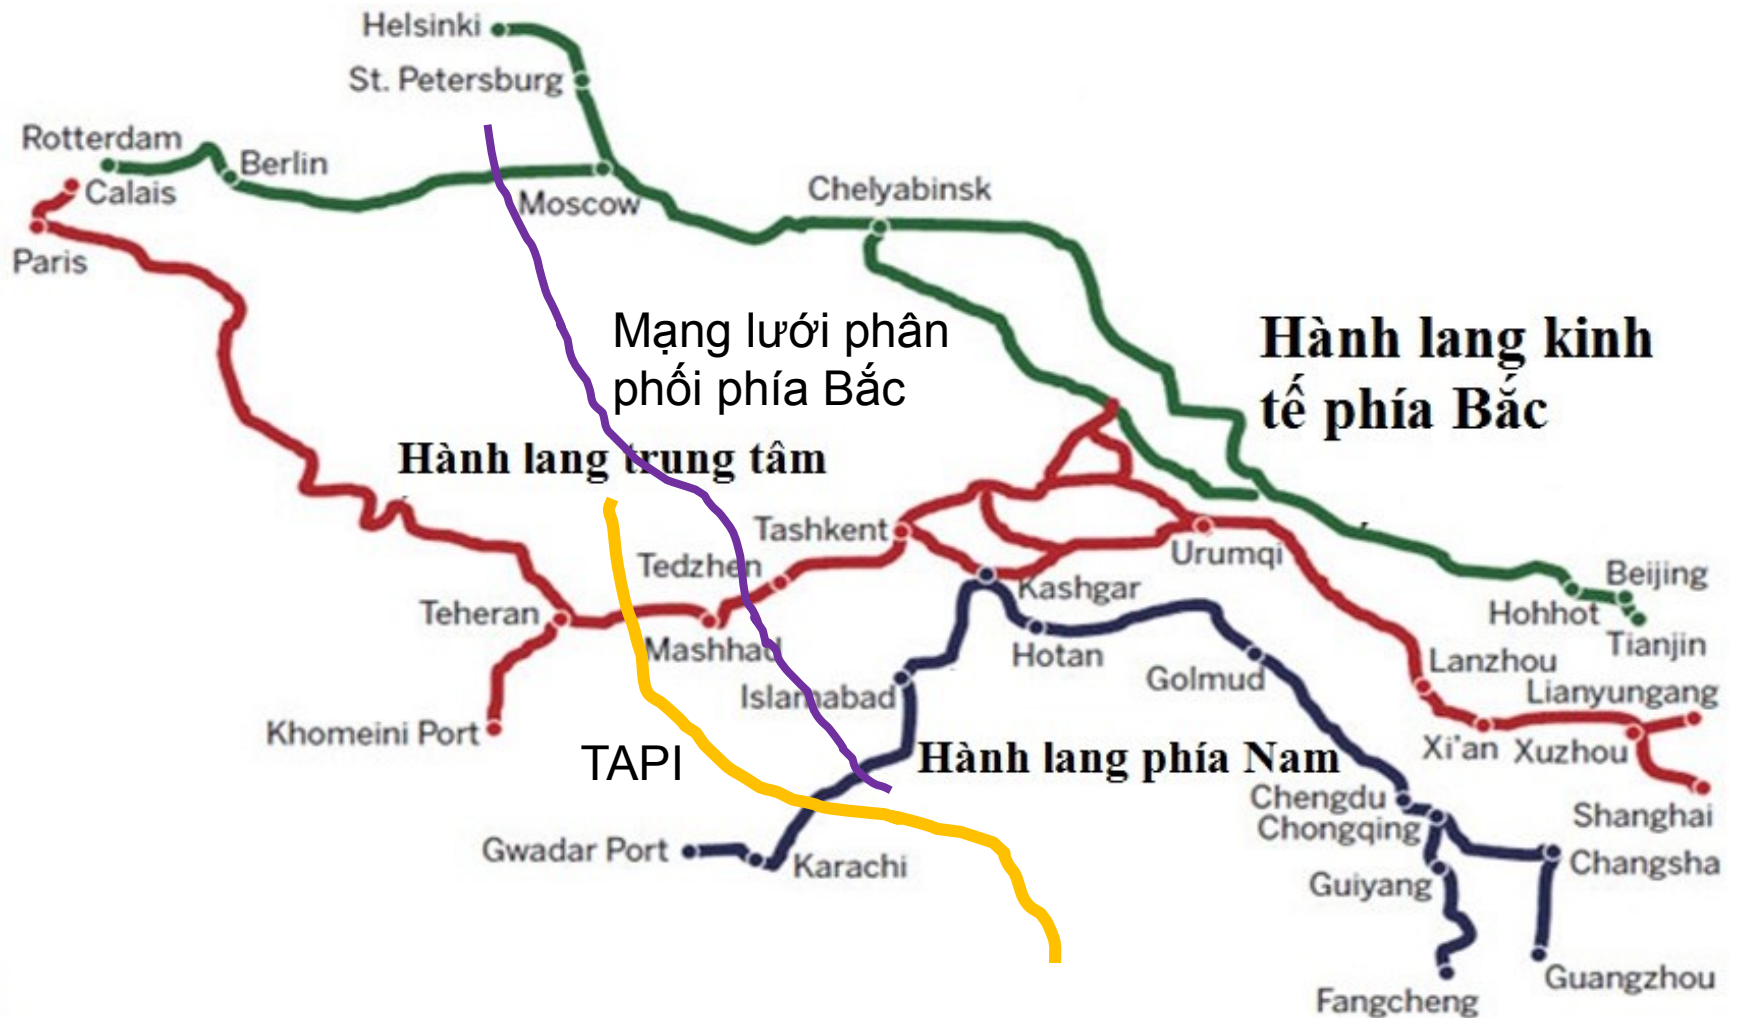 Helsinki
St. Petersburg
Rotterdam
Berlin
Calais
Moscow
Chelyabinsk
Paris
Mạng lưới phân
phối phía Bắc
Hành lang kinh
tế phía Bắc
Hành lang trung tâm
Tashkent
Tedzhen
Urumqi
Kashgar
Beijing
Hohhot
Teheran
Mashhad
Hotan
Tianjin
Lanzhou
Golmud
Islamabad
Lianyungang
Khomeini Port
Xi'an
Xuzhou
TAPI
Hành lang phía Nam
Chengdu
Shanghai
Chongqing
Gwadar Port
Karachi
Changsha
Guiyang
Guangzhou
Fangcheng